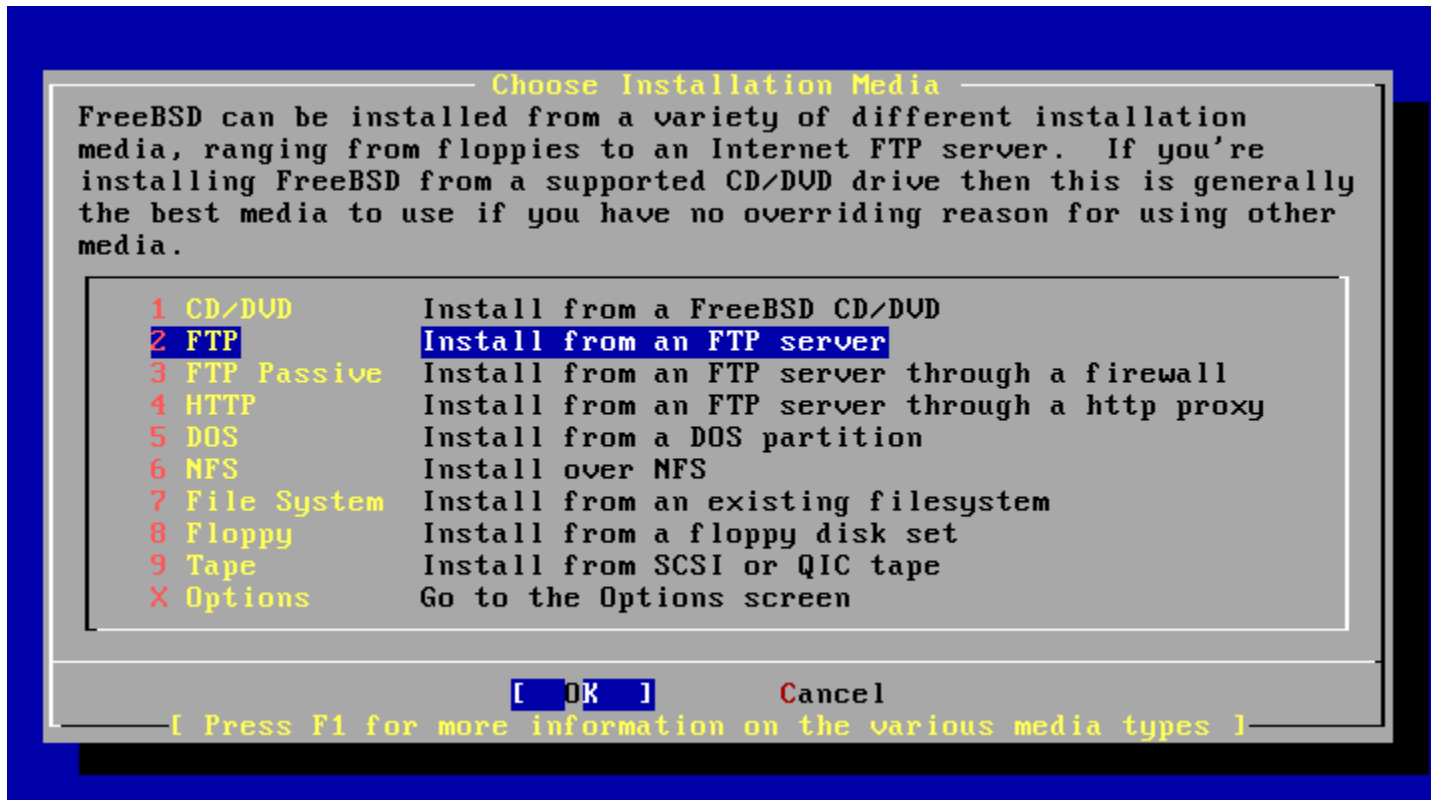 Choose Installation Media
FreeBSD can be installed from a variety of different installation
media, ranging from floppies to an Internet FTP server.  If you're
installing FreeBSD from a supported CD/DVD drive then this is generally
the best media to use if you have no overriding reason for using other
media.
1 CD/DVD Install from a FreeBSD CD/DVD
2 FTP Install from an FTP server
3 FTP Passive Install from an FTP server through a firewall
4 HTTP Install from an FTP server through a http proxy
5 DOS Install from a DOS partition
6 NFS Install over NFS
7 File System Install from an existing filesystem
8 Floppy Install from a floppy disk set
9 Tape Install from SCSI or QIC tape
X Options Go to the Options screen
[ OK ] Cancel
[ Press F1 for more information on the various media types ]